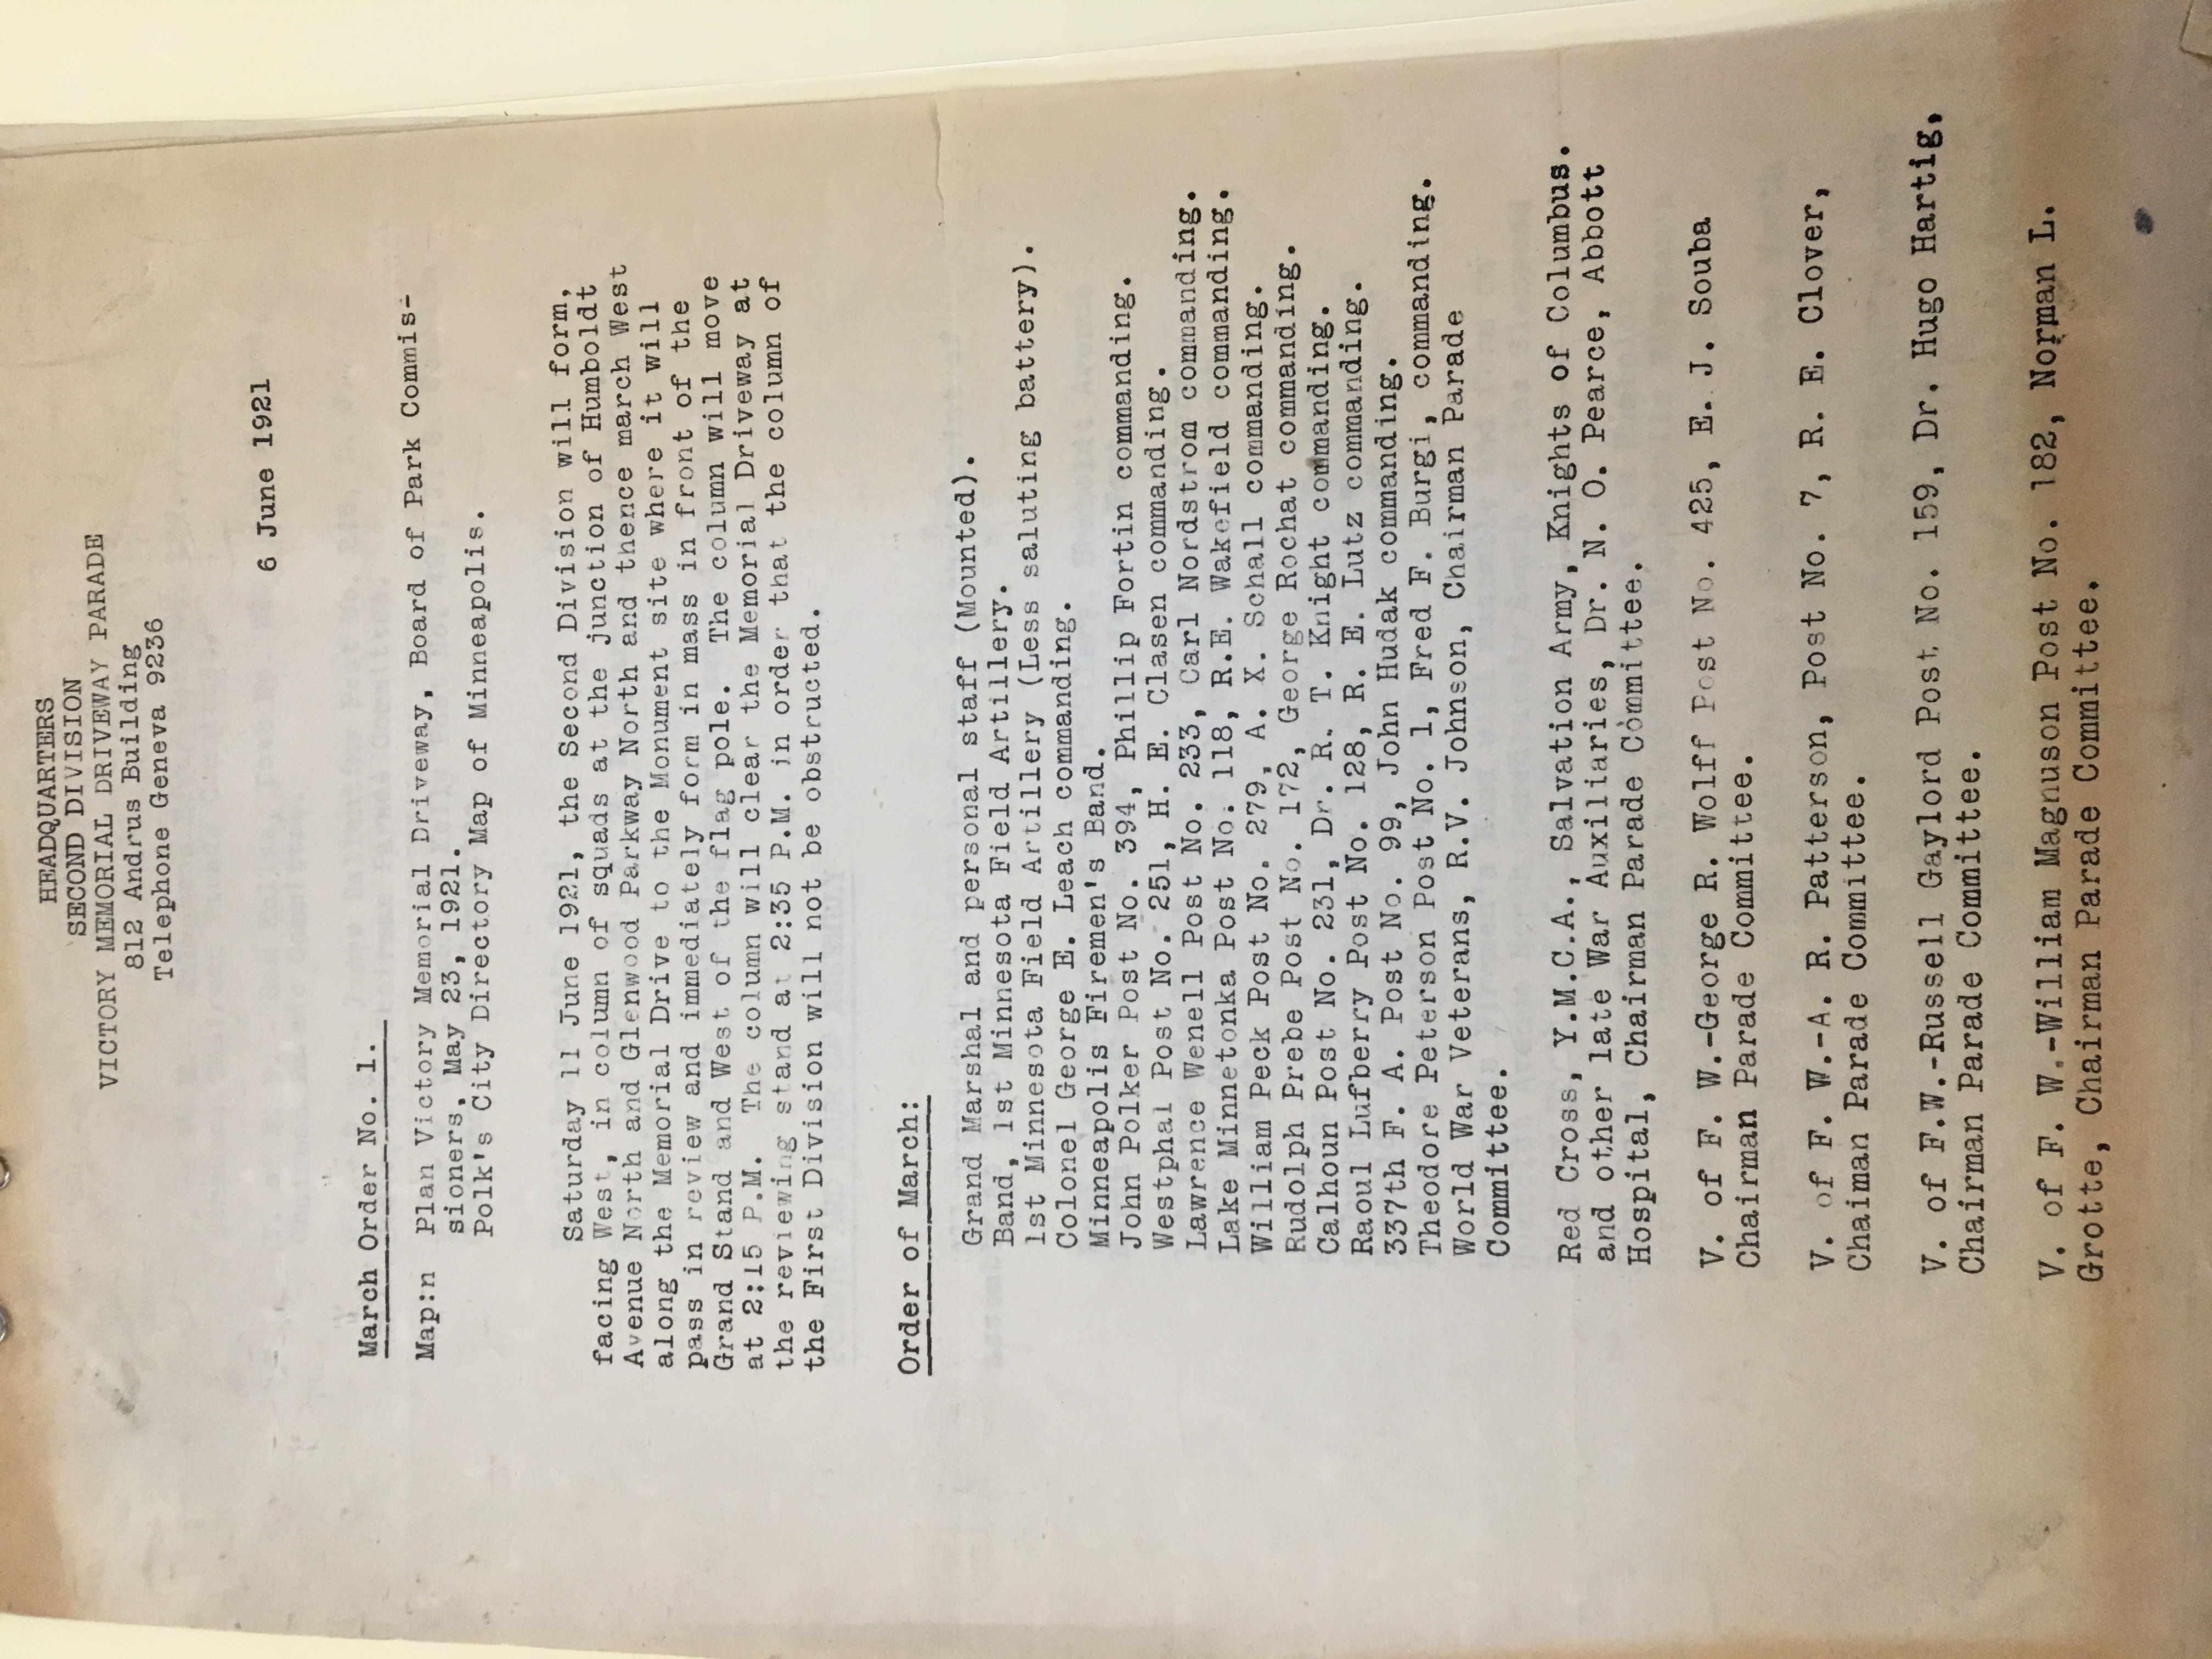 HEADQUARTERS
SECOND DIVISION
VICTORY MEMORIAL DRIVEWAY PARADE
812 Andrus Building
Telephone Geneva 9236
6 June 1921
March Order No. 1.
Map:n Plan Victory Memorial Driveway, Board of Park Commis-
sioners, May 23, 1921.
Polk's City Directory Map of Minneapolis.
Saturday 11 June 1921, the Second Division will form,
facing West, in column of squads at the junction of Humboldt
Avenue North and Glenwood Parkway North and thence march West
along the Memorial Drive to the Monument site where it will
pass in review and immediately form in mass in front of the
Grand Stand and West of the flag pole. The column will move
at 2:15 P.M. The column will clear the Memorial Driveway at
the reviewing stand at 2:35 P.M. in order that the column of
the First Division will not be obstructed.
Order of March:
Grand Marshal and personal staff (Mounted).
Band, 1st Minnesota Field Artillery.
1st Minnesota Field Artillery (Less saluting battery).
Colonel George E. Leach commanding.
Minneapolis Firemen's Band.
John Polker Post No. 394, Phillip Fortin commanding.
Westphal Post No. 251, H. E. Clasen commanding.
Lawrence Wenell Post No. 233, Carl Nordstrom commanding.
Lake Minnetonka Post No. 118, R.E. Wakefield commanding.
William Peck Post No. 279, A. X. Schall commanding.
Rudolph Prebe Post No. 172, George Rochat commanding.
Calhoun Post No. 231, Dr. R. T. Knight commanding.
Raoul Lufberry Post No. 128, R. E. Lutz commanding.
337th F. A. Post No. 99, John Hudak commanding.
Theodore Peterson Post No. 1, Fred F. Burgi, commanding.
World War Veterans, R.V. Johnson, Chairman Parade
Committee.
Red Cross, Y.M.C.A., Salvation Army, Knights of Columbus.
and other late War Auxiliaries, Dr. N. O. Pearce, Abbott
Hospital, Chairman Parade Committee.
V. of F. W.-George R. Wolff Post No. 425, E. J. Souba
Chairman Parade Committee.
V. of F. W.-A. R. Patterson, Post No. 7, R. E. Clover,
Chaiman Parade Committee.
V. of F.W.-Russell Gaylord Post No. 159, Dr. Hugo Hartig,
Chairman Parade Committee.
V. of F. W.-William Magnuson Post No. 182, Norman L.
Grotte, Chairman Parade Committee.